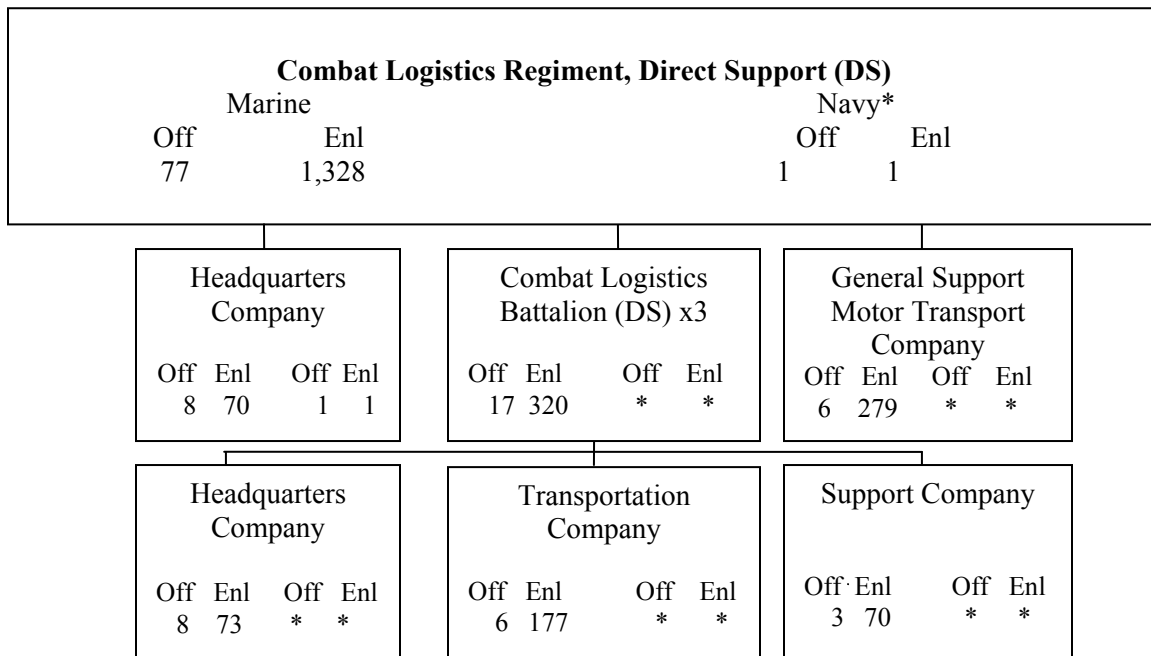 Combat Logistics Regiment, Direct Support (DS)
Marine Navy*
Off Enl Off Enl
77 1,328 1 1
Headquarters
Company
Off Enl Off Enl
8 70 1 1
Combat Logistics
Battalion (DS) x3
Off Enl Off Enl
17 320 * *
General Support
Motor Transport
Company
Off Enl Off Enl
6 279 * *
Headquarters
Company
Off Enl Off Enl
8 73 * *
Transportation
Company
Off Enl Off Enl
6 177 * *
Support Company
Off Enl Off Enl
3 70 * *